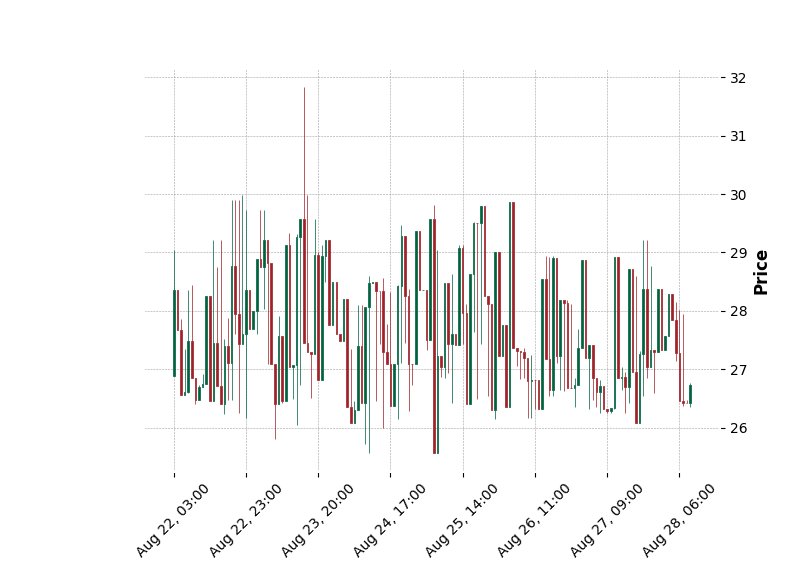 32
31
30
29
28
27
26
Price
Aug 22, 03:00
Aug 22, 23:00
Aug 23, 20:00
Aug 24, 17:00
Aug 25, 14:00
Aug 26, 11:00
Aug 27, 09:00
Aug 28, 06:00